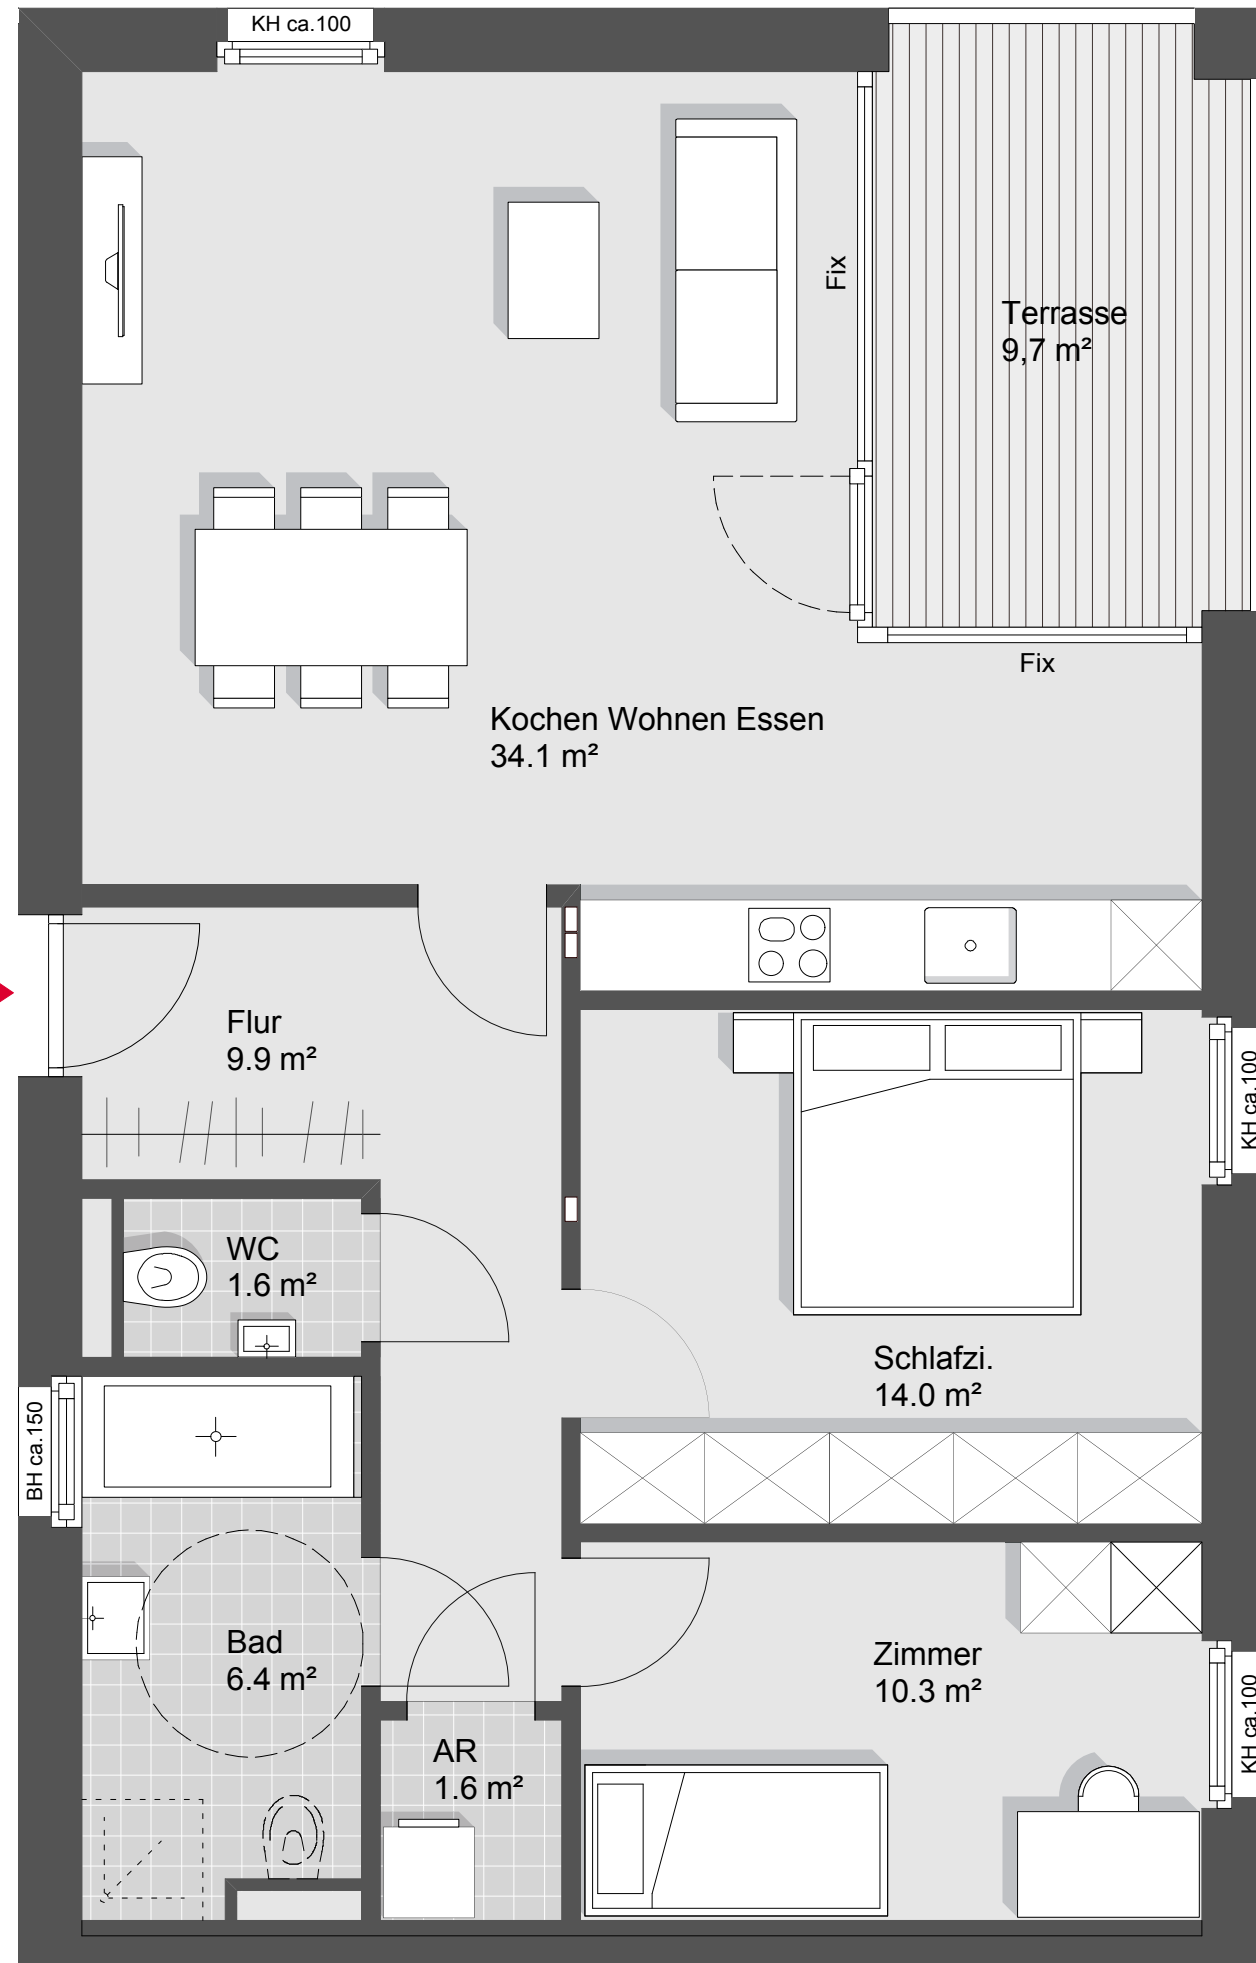 KH ca.100
Fix
Terrasse
9,7 m²
Fix
Kochen Wohnen Essen
34.1 m²
Flur
9.9 m²
KH ca.100
WC
1.6 m²
Schlafzi.
14.0 m²
BH ca.150
Bad
6.4 m²
Zimmer
10.3 m²
KH ca.100
AR
1.6 m²